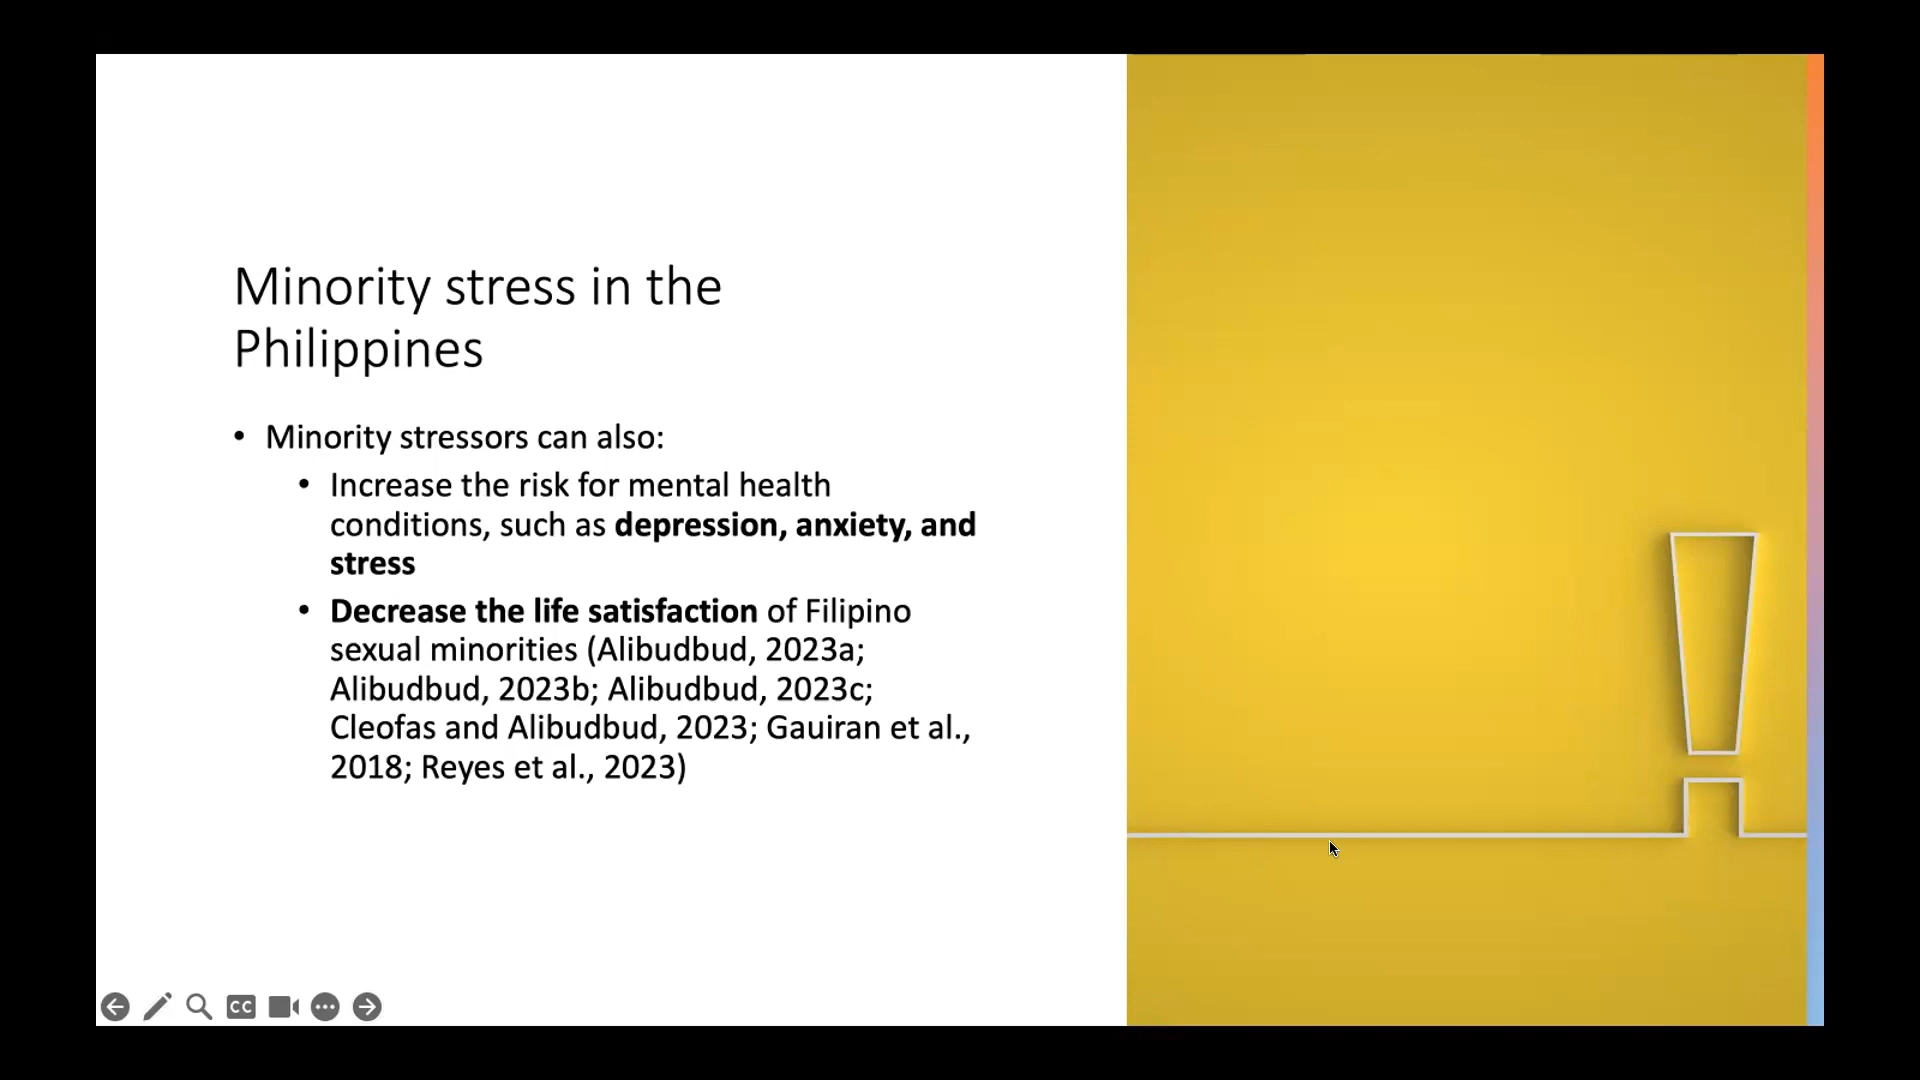 Minority stress in the
Philippines
• Minority stressors can also:
• Increase the risk for mental health
conditions, such as depression, anxiety, and
stress
• Decrease the life satisfaction of Filipino
sexual minorities (Alibudbud, 2023a;
Alibudbud, 2023b; Alibudbud, 2023c;
Cleofas and Alibudbud, 2023; Gauiran et al.,
2018; Reyes et al., 2023)
!
CC